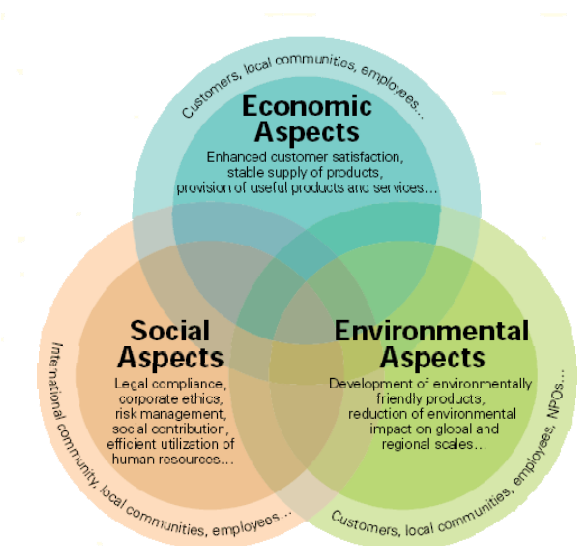 Customers, local communities, employees...
Economic
Aspects
Enhanced customer satisfaction,
stable supply of products,
provision of useful products and services...
Social
Aspects
Legal compliance,
corporate ethics,
risk management,
social contribution,
efficient utilization of
human resources...
International community, local communities, employees...
Environmental
Aspects
Development of environmentally
friendly products,
reduction of environmental
impact on global and
regional scales...
Customers, local communities, employees, NPOs...